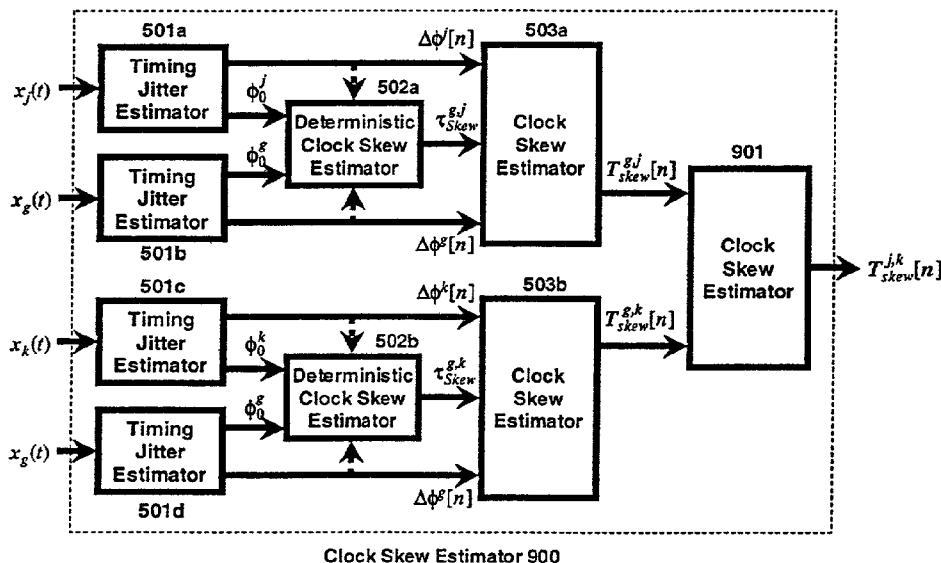 501a
Timing
Jitter
Estimator
x_j(t)
Δϕ^j[n]
503a
ϕ_0^j
502a
Deterministic
Clock Skew
Estimator
τ_Skew^{g,j}
Clock
Skew
Estimator
ϕ_0^g
x_g(t)
Timing
Jitter
Estimator
501b
Δϕ^g[n]
T_skew^{g,j}[n]
901
Clock
Skew
Estimator
T_skew^{j,k}[n]
501c
Timing
Jitter
Estimator
x_k(t)
Δϕ^k[n]
503b
ϕ_0^k
502b
Deterministic
Clock Skew
Estimator
τ_Skew^{g,k}
Clock
Skew
Estimator
T_skew^{g,k}[n]
ϕ_0^g
x_g(t)
Timing
Jitter
Estimator
501d
Δϕ^g[n]
Clock Skew Estimator 900